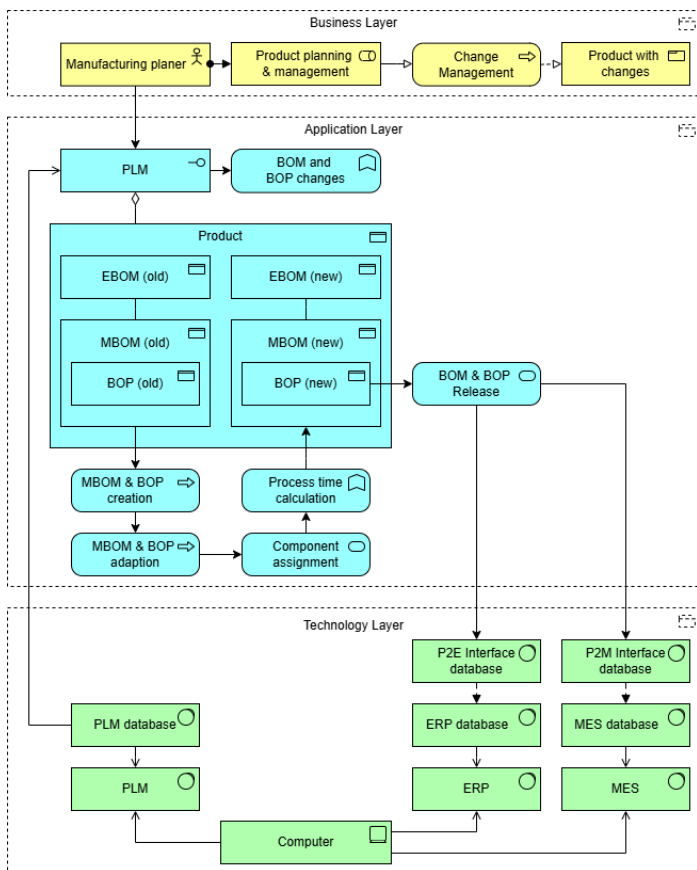 Business Layer
Manufacturing planer
Product planning
& management
Change
Management
Product with
changes
Application Layer
PLM
BOM and
BOP changes
Product
EBOM (old)
EBOM (new)
MBOM (old)
MBOM (new)
BOP (old)
BOP (new)
BOM & BOP
Release
MBOM & BOP
creation
Process time
calculation
MBOM & BOP
adaption
Component
assignment
Technology Layer
P2E Interface
database
P2M Interface
database
PLM database
ERP database
MES database
PLM
ERP
MES
Computer